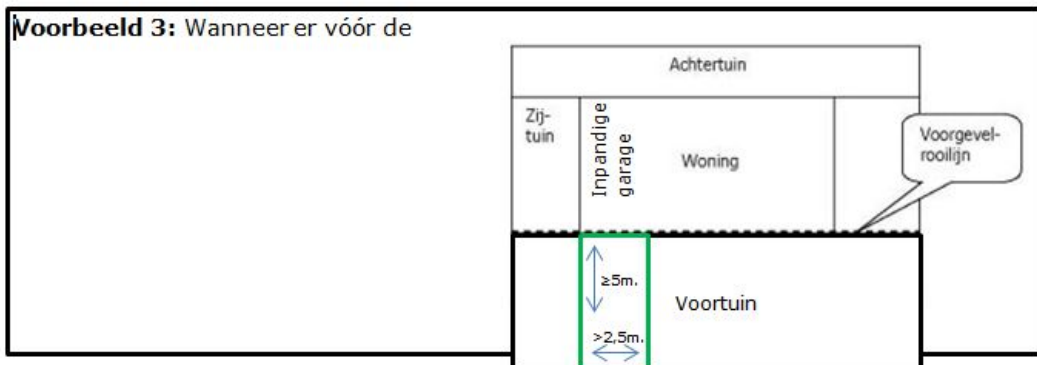 Voorbeeld 3: Wanneer er vóór de
Achtertuin
Zij-
tuin
Inpandige
garage
Woning
Voorgevel-
rooilijn
≥5m.
Voortuin
>2,5m.